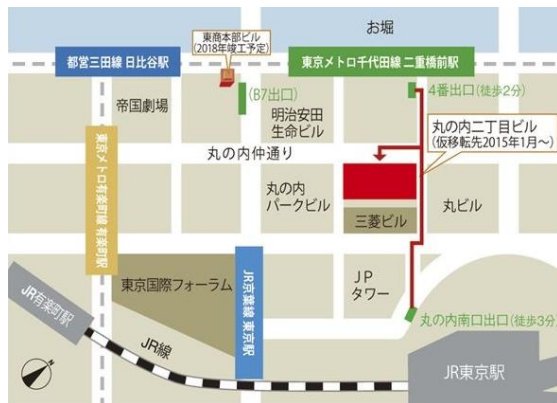 お堀
東商本部ビル
(2018年竣工予定)
都営三田線 日比谷駅
東京メトロ千代田線 二重橋前駅
帝国劇場
(B7出口)
明治安田
生命ビル
4番出口(徒歩2分)
丸の内二丁目ビル
(仮移転先2015年1月〜)
丸の内仲通り
東京メトロ有楽町線 有楽町駅
丸の内
パークビル
三菱ビル
丸ビル
東京国際フォーラム
JR京葉線 東京駅
JP
タワー
JR有楽町駅
JR線
丸の内南口出口(徒歩3分)
JR東京駅